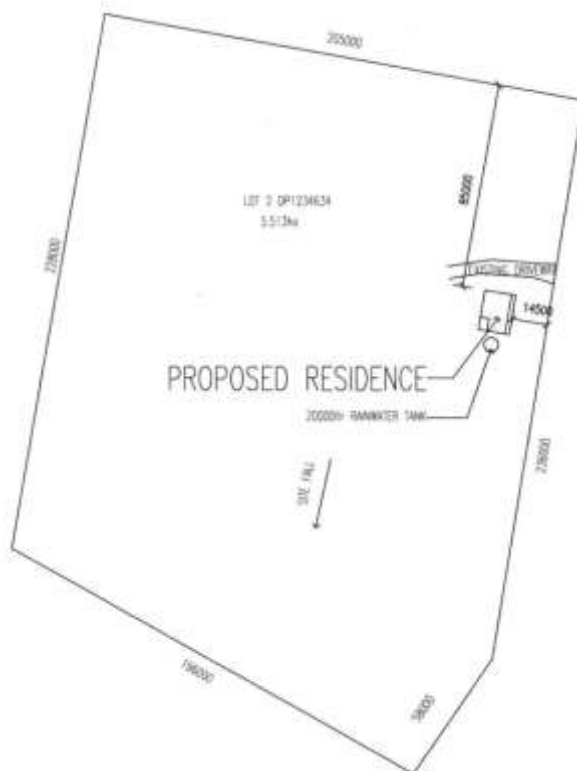 205000
85000
LOT 2 DP1234634
5.513ha
228000
EXISTING DRIVEWAY
14500
PROPOSED RESIDENCE
20000ltr RAINWATER TANK
236000
SITE FALL
196000
58000